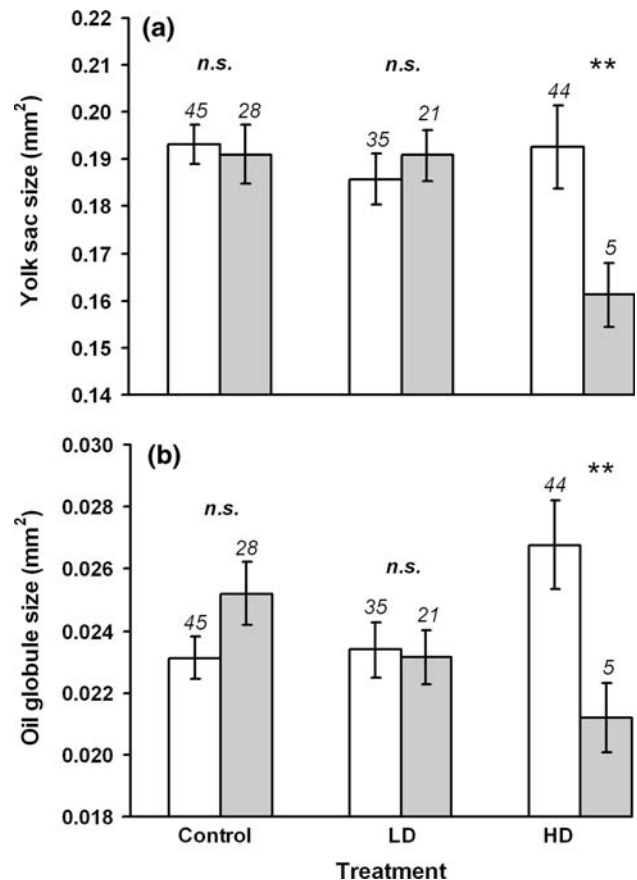 (a)
Yolk sac size (mm²)
0.22
0.21
0.20
0.19
0.18
0.17
0.16
0.15
0.14
n.s.
n.s.
**
45
28
35
21
44
5
(b)
Oil globule size (mm²)
0.030
0.028
0.026
0.024
0.022
0.020
0.018
n.s.
n.s.
**
45
28
35
21
44
5
Control
LD
HD
Treatment